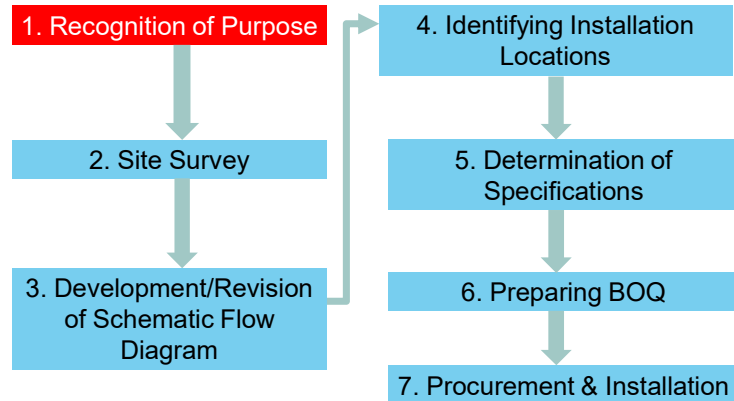 1. Recognition of Purpose
2. Site Survey
3. Development/Revision
of Schematic Flow
Diagram
4. Identifying Installation
Locations
5. Determination of
Specifications
6. Preparing BOQ
7. Procurement & Installation